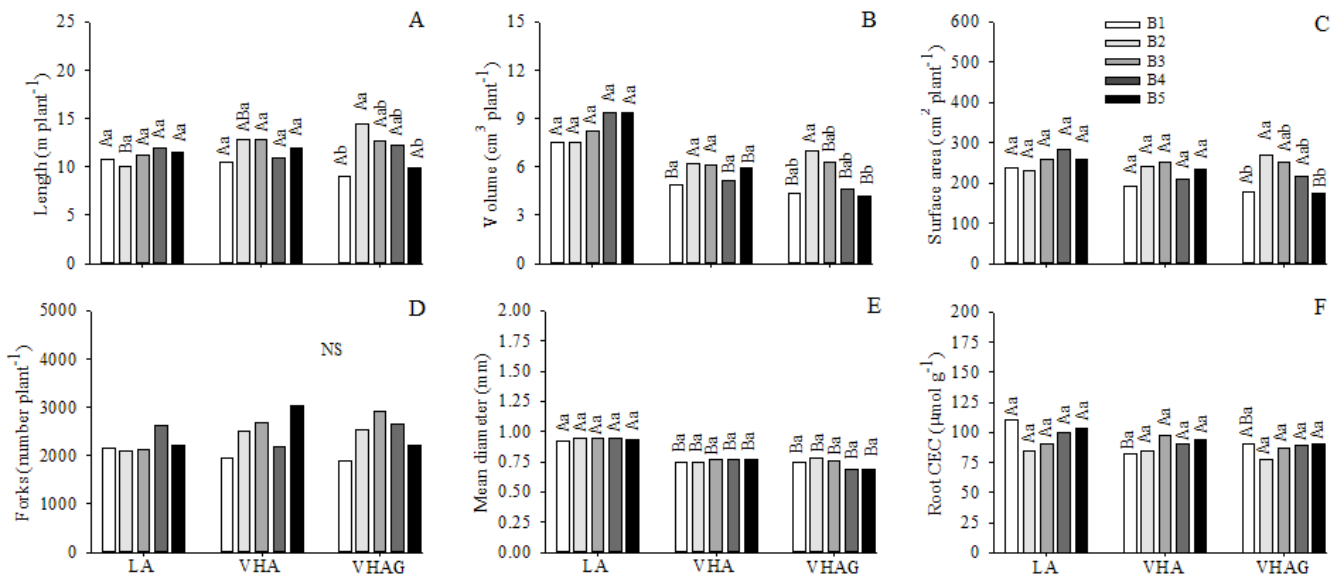 A
Length (m plant-1)
25
20
15
10
5
0
Aa Ba Aa Aa Aa
Aa ABa Aa Aa Aa
Ab Aa Aab Aab Ab
B
Volume (cm3 plant-1)
15
12
9
6
3
0
Aa Aa Aa Aa Aa
Ba Aa Aa Ba Ba
Bab Aa Bab Bab Bb
C
Surface area (cm2 plant-1)
600
500
400
300
200
100
0
B1
B2
B3
B4
B5
Aa Aa Aa Aa Aa
Aa Aa Aa Aa Aa
Ab Aa Aab Aab Bb
D
Forks (number plant-1)
5000
4000
3000
2000
1000
0
NS
LA VHA VHAG
E
Mean diameter (mm)
2.00
1.75
1.50
1.25
1.00
0.75
0.50
0.25
0.00
Aa Aa Aa Aa Aa
Ba Ba Ba Ba Ba
Ba Ba Ba Ba Ba
LA VHA VHAG
F
Root CEC (µmol g-1)
200
175
150
125
100
75
50
25
0
Aa Aa Aa Aa Aa
Ba Aa Aa Aa Aa
ABa Aa Aa Aa Aa
LA VHA VHAG